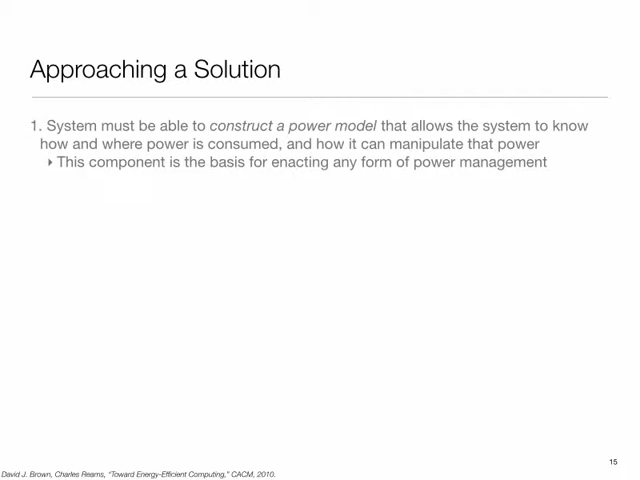 Approaching a Solution
1. System must be able to construct a power model that allows the system to know
how and where power is consumed, and how it can manipulate that power
‣ This component is the basis for enacting any form of power management
15
David J. Brown, Charles Reams, “Toward Energy-Efficient Computing,” CACM, 2010.